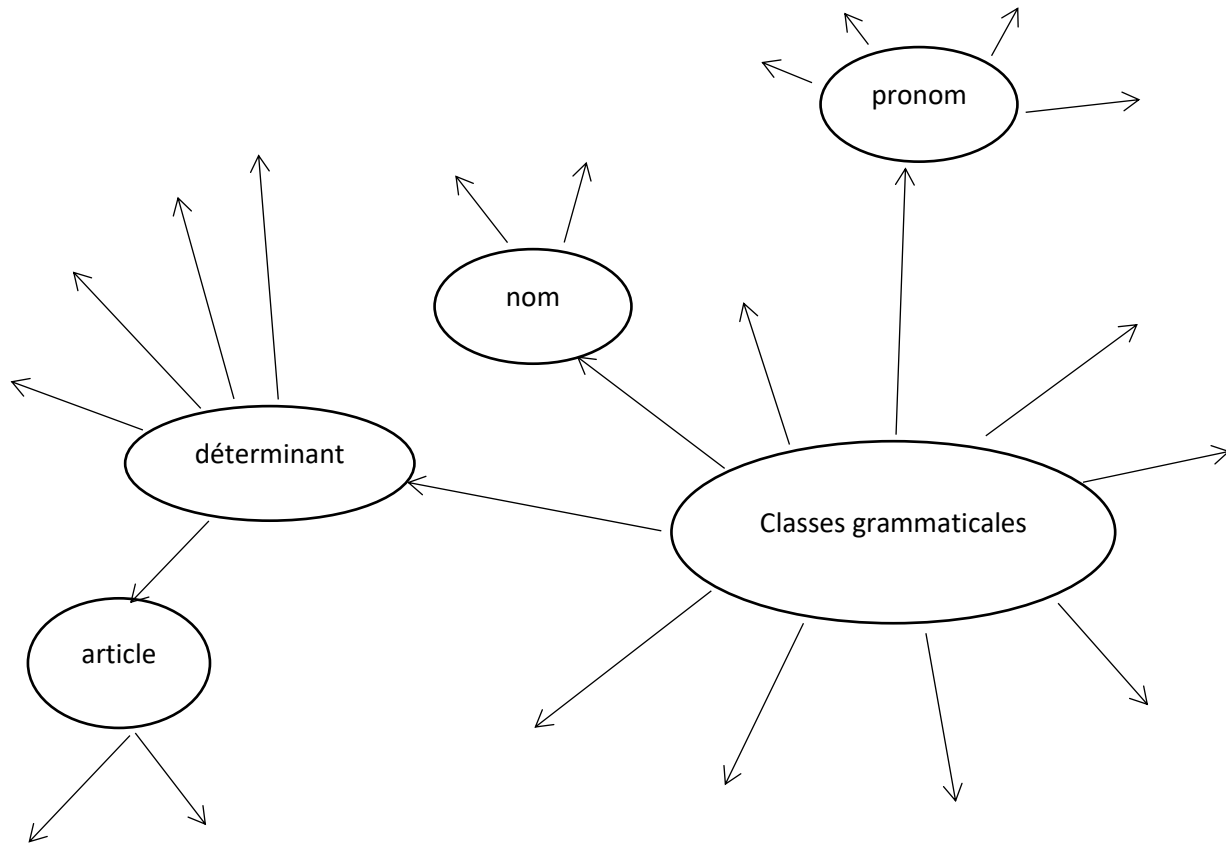 pronom
nom
déterminant
Classes grammaticales
article